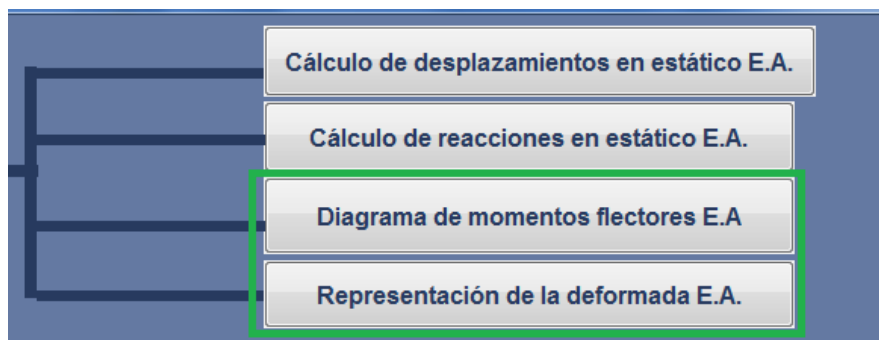 Cálculo de desplazamientos en estático E.A.
Cálculo de reacciones en estático E.A.
Diagrama de momentos flectores E.A
Representación de la deformada E.A.